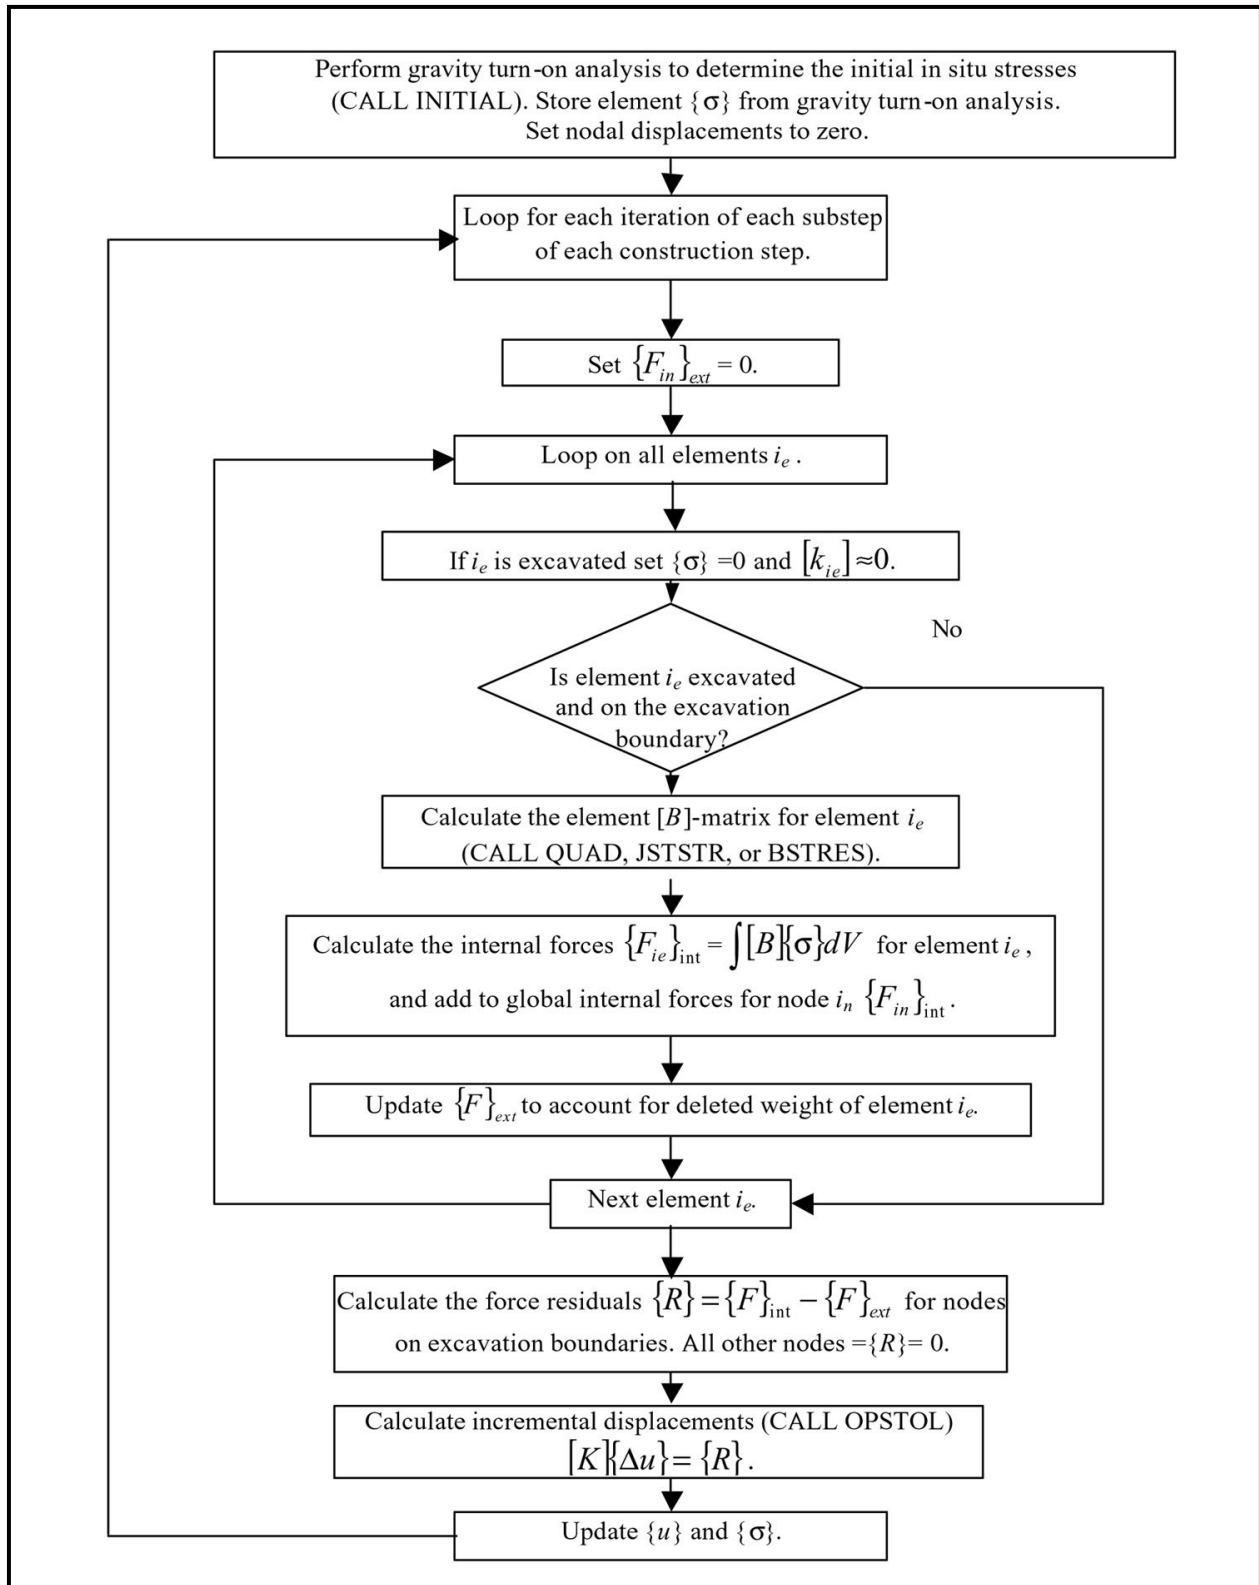 Perform gravity turn-on analysis to determine the initial in situ stresses
(CALL INITIAL). Store element {σ} from gravity turn-on analysis.
Set nodal displacements to zero.
Loop for each iteration of each substep
of each construction step.
Set {F_in}_ext = 0.
Loop on all elements i_e .
If i_e is excavated set {σ} =0 and [k_ie]≈0.
No
Is element i_e excavated
and on the excavation
boundary?
Calculate the element [B]-matrix for element i_e
(CALL QUAD, JSTSTR, or BSTRES).
Calculate the internal forces {F_ie}_int = ∫[B]{σ}dV for element i_e ,
and add to global internal forces for node i_n {F_in}_int .
Update {F}_ext to account for deleted weight of element i_e.
Next element i_e.
Calculate the force residuals {R} = {F}_int − {F}_ext for nodes
on excavation boundaries. All other nodes ={R}= 0.
Calculate incremental displacements (CALL OPSTOL)
[K]{Δu} = {R} .
Update {u} and {σ}.